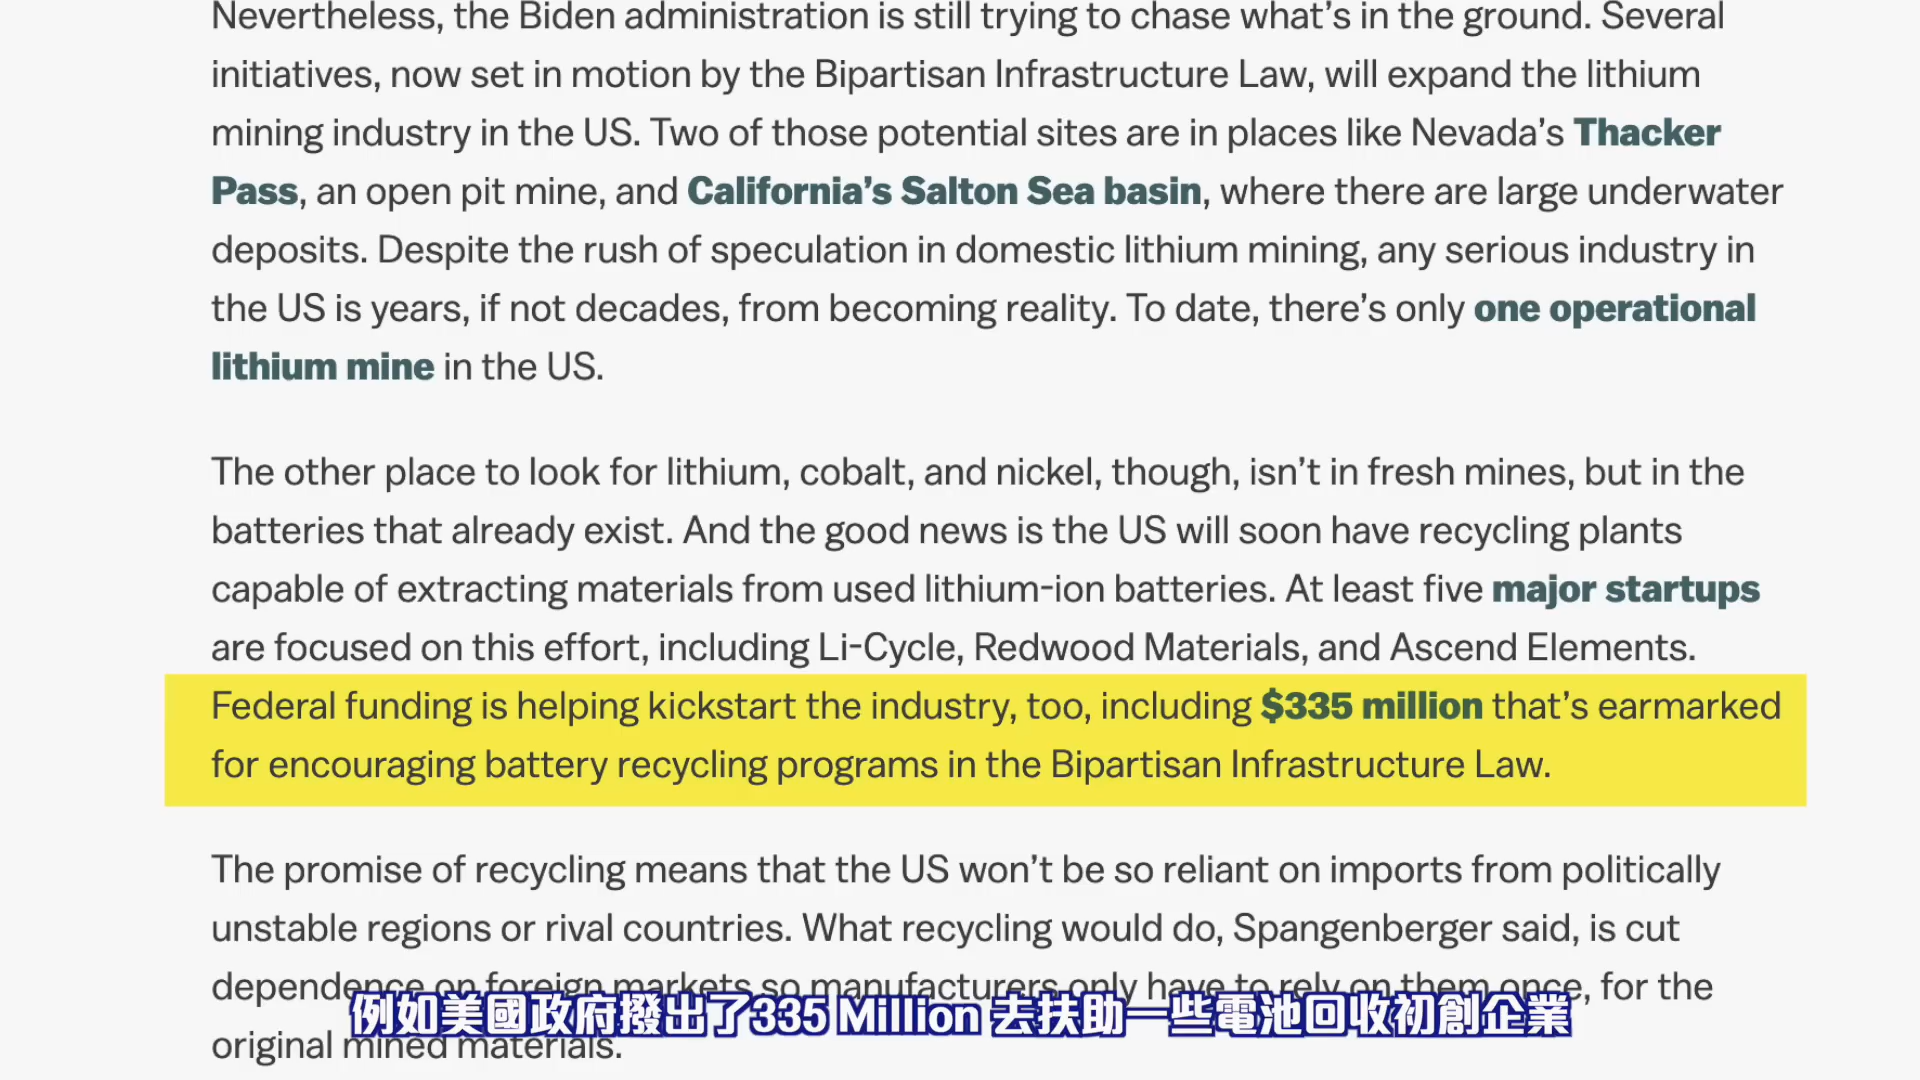 Nevertheless, the Biden administration is still trying to chase what’s in the ground. Several
initiatives, now set in motion by the Bipartisan Infrastructure Law, will expand the lithium
mining industry in the US. Two of those potential sites are in places like Nevada’s Thacker
Pass, an open pit mine, and California’s Salton Sea basin, where there are large underwater
deposits. Despite the rush of speculation in domestic lithium mining, any serious industry in
the US is years, if not decades, from becoming reality. To date, there’s only one operational
lithium mine in the US.
The other place to look for lithium, cobalt, and nickel, though, isn’t in fresh mines, but in the
batteries that already exist. And the good news is the US will soon have recycling plants
capable of extracting materials from used lithium-ion batteries. At least five major startups
are focused on this effort, including Li-Cycle, Redwood Materials, and Ascend Elements.
Federal funding is helping kickstart the industry, too, including $335 million that’s earmarked
for encouraging battery recycling programs in the Bipartisan Infrastructure Law.
The promise of recycling means that the US won’t be so reliant on imports from politically
unstable regions or rival countries. What recycling would do, Spangenberger said, is cut
dependence on foreign markets so manufacturers only have to rely on them once, for the
例如美國政府撥出了335 Million 去扶助一些電池回收初創企業
original mined materials.